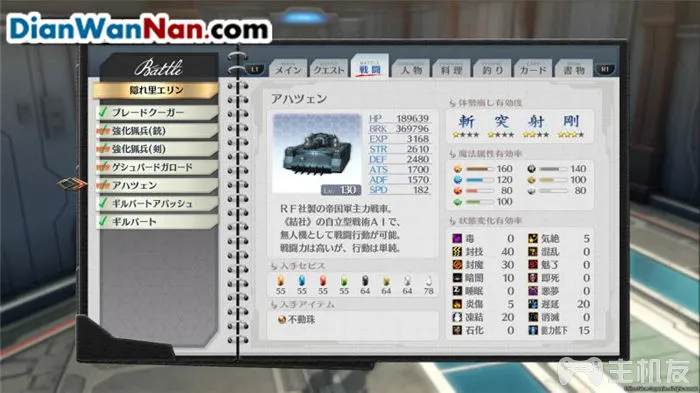 DianWanNan.com
L1 メイン クエスト 戦闘 人物 料理 釣り カード 書物 R1
BATTLE
Battle
隠れ里エリン
ブレードクーガー
強化猟兵(銃)
強化猟兵(剣)
ゲシュパードガロード
アハツェン
ギルバートアパッシュ
ギルバート
アハツェン
Lv. 130
HP 189639
BRK 369796
EXP 3168
STR 2610
DEF 2480
ATS 1700
ADF 1570
SPD 182
RF社製の帝国軍主力戦車。
《結社》の自立型戦術AIで、
無人機として戦闘行動が可能。
戦闘力は高いが、行動は単純。
入手セピス
55 55 55 55 64 64 64 78
入手アイテム
不動珠
体勢崩し有効度
斬 突 射 剛
魔法属性有効率
160 140
120 100
80 100
80
状態変化有効率
毒 0 気絶 5
封技 40 混乱 0
封魔 30 魅了 0
暗闇 10 即死 0
睡眠 0 悪夢 0
炎傷 5 遅延 20
凍結 20 消滅 0
石化 0 能力低下 15
主机友